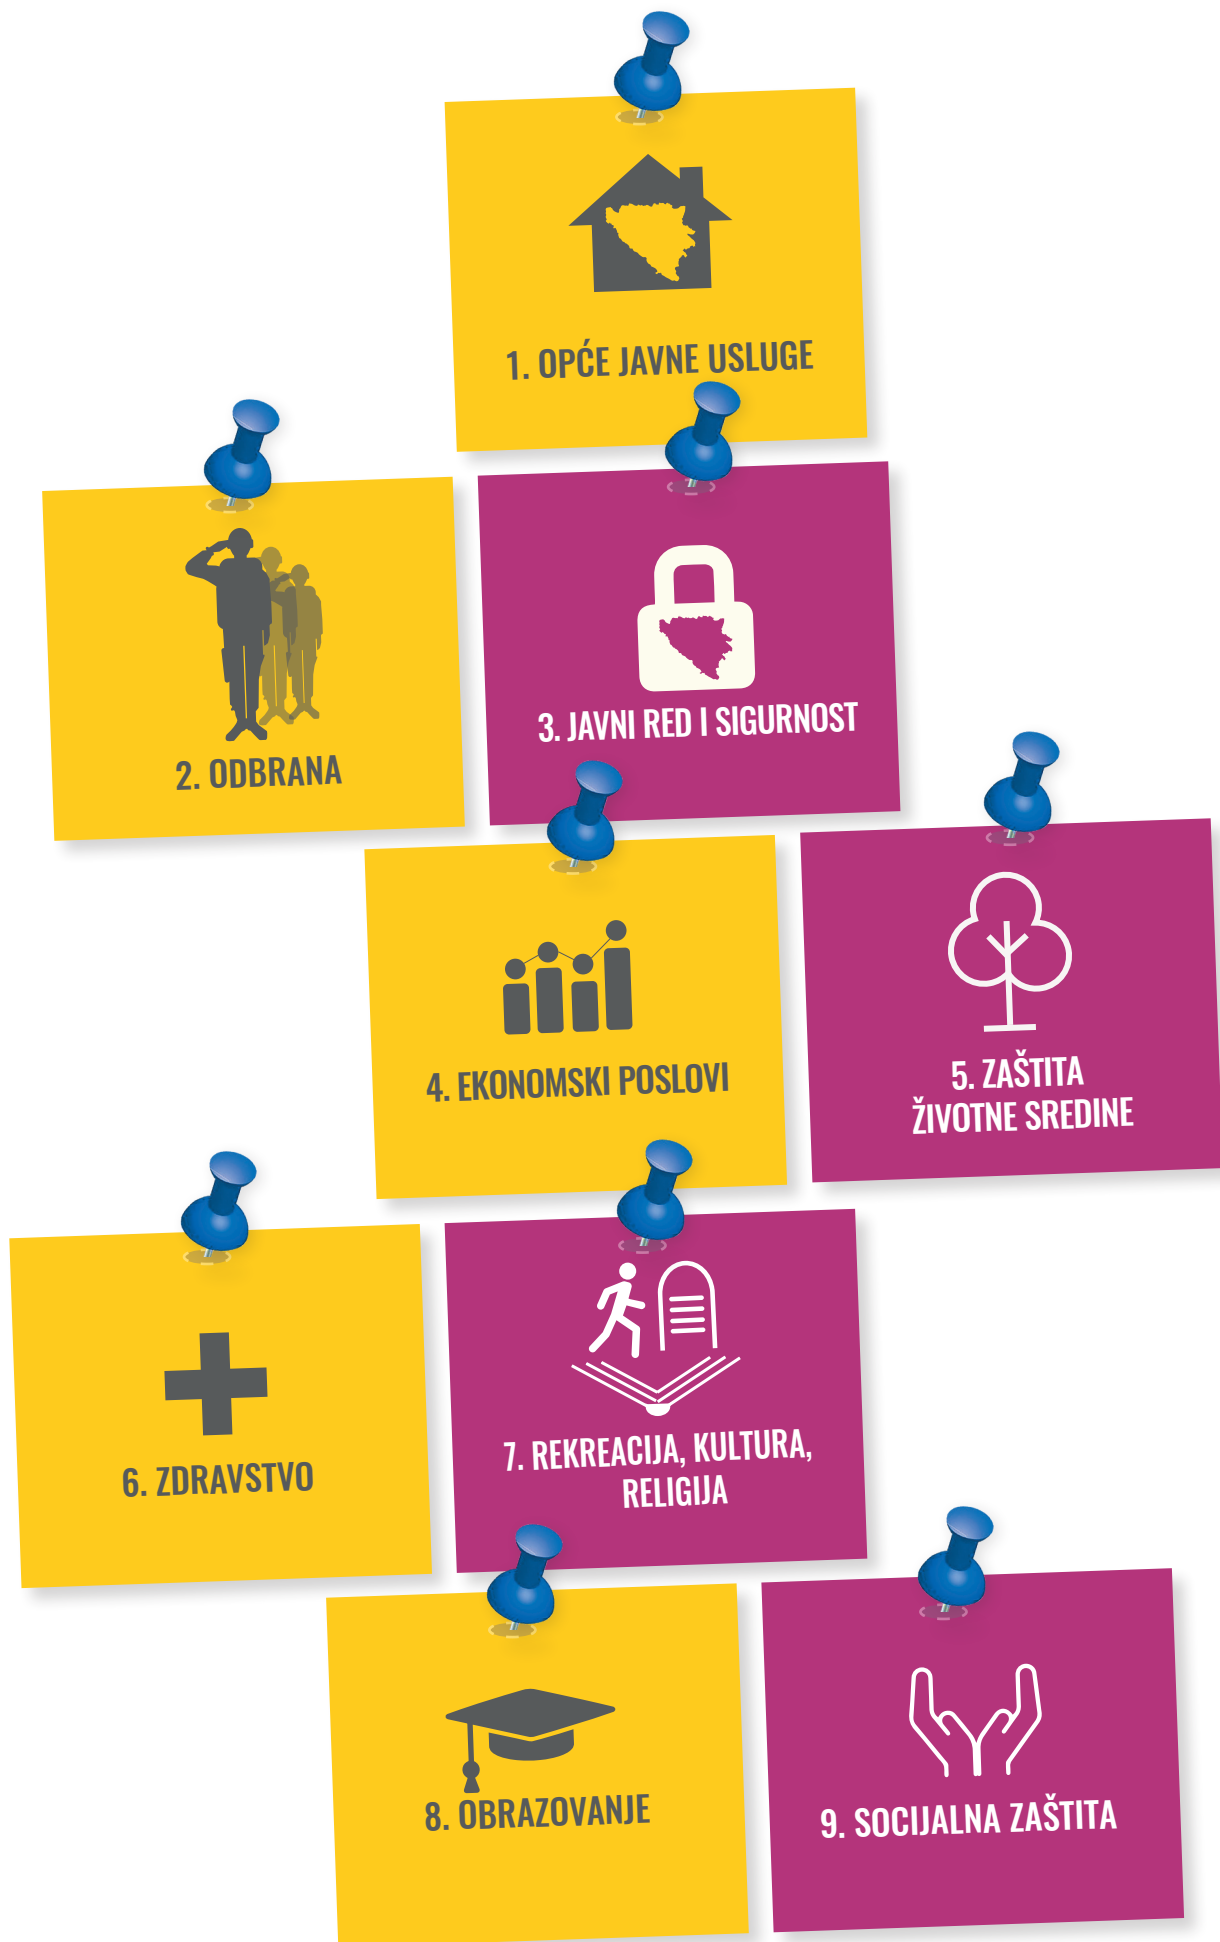 1. OPĆE JAVNE USLUGE
2. ODBRANA
3. JAVNI RED I SIGURNOST
4. EKONOMSKI POSLOVI
5. ZAŠTITA
ŽIVOTNE SREDINE
6. ZDRAVSTVO
7. REKREACIJA, KULTURA,
RELIGIJA
8. OBRAZOVANJE
9. SOCIJALNA ZAŠTITA